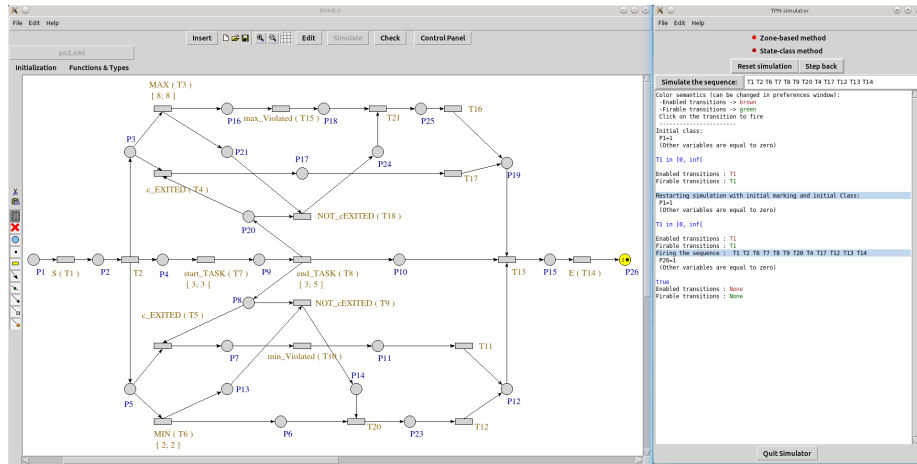 ROMEO
File Edit Help
Insert Edit Simulate Check Control Panel
pn2.xml
Initialization Functions & Types
MAX ( T3 )
[ 8; 8 ]
P16 max_Violated ( T15 ) P18 T21 P25 T16
P3 P21 P17 P24 P19
c_EXITED ( T4 ) T17
P20 NOT_cEXITED ( T18 )
P1 S ( T1 ) P2 T2 P4 start_TASK ( T7 ) P9 end_TASK ( T8 ) P10 T13 P15 E ( T14 ) P26
[ 3; 3 ] [ 3; 5 ]
P8 NOT_cEXITED ( T9 )
c_EXITED ( T5 )
P7 min_Violated ( T10 ) P11 T11
P5 P13 P14 P12
MIN ( T6 ) P6 T20 P23 T12
[ 2; 2 ]
TPN simulator
File Edit Help
Zone-based method
State-class method
Reset simulation Step back
Simulate the sequence: T1 T2 T6 T7 T8 T9 T20 T4 T17 T12 T13 T14
Color semantics (can be changed in preferences window):
-Enabled transitions -> brown
-Firable transitions -> green
Click on the transition to fire
-----------------------
Initial class:
P1=1
(Other variables are equal to zero)
T1 in [0, inf[
Enabled transitions : T1
Firable transitions : T1
Restarting simulation with initial marking and initial Class:
P1=1
(Other variables are equal to zero)
T1 in [0, inf[
Enabled transitions : T1
Firable transitions : T1
Firing the sequence : T1 T2 T6 T7 T8 T9 T20 T4 T17 T12 T13 T14
P26=1
(Other variables are equal to zero)
true
Enabled transitions : None
Firable transitions : None
Quit Simulator